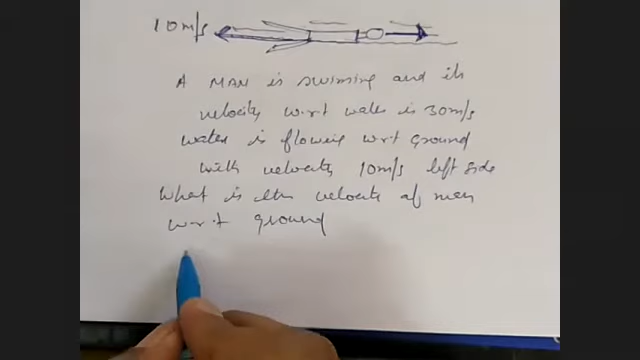 10m/s
A MAN is swimming and its
velocity w.r.t water is 30m/s
water is flowing w.r.t ground
with velocity 10m/s left side
What is the velocity of man
w.r.t ground